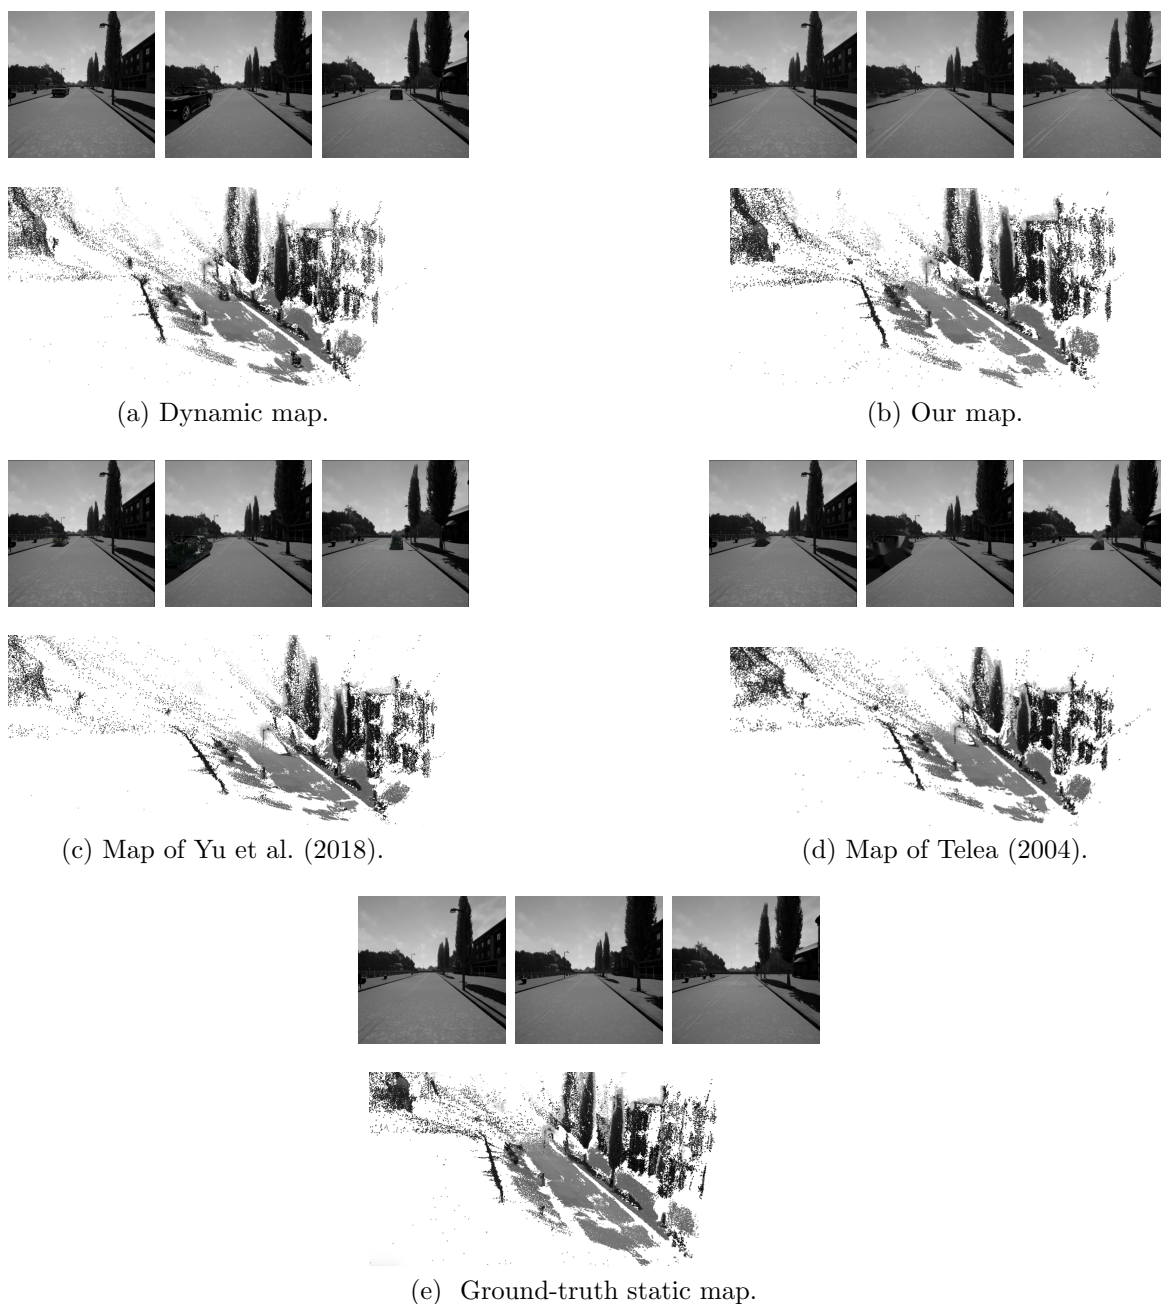 (a) Dynamic map.
(b) Our map.
(c) Map of Yu et al. (2018).
(d) Map of Telea (2004).
(e) Ground-truth static map.